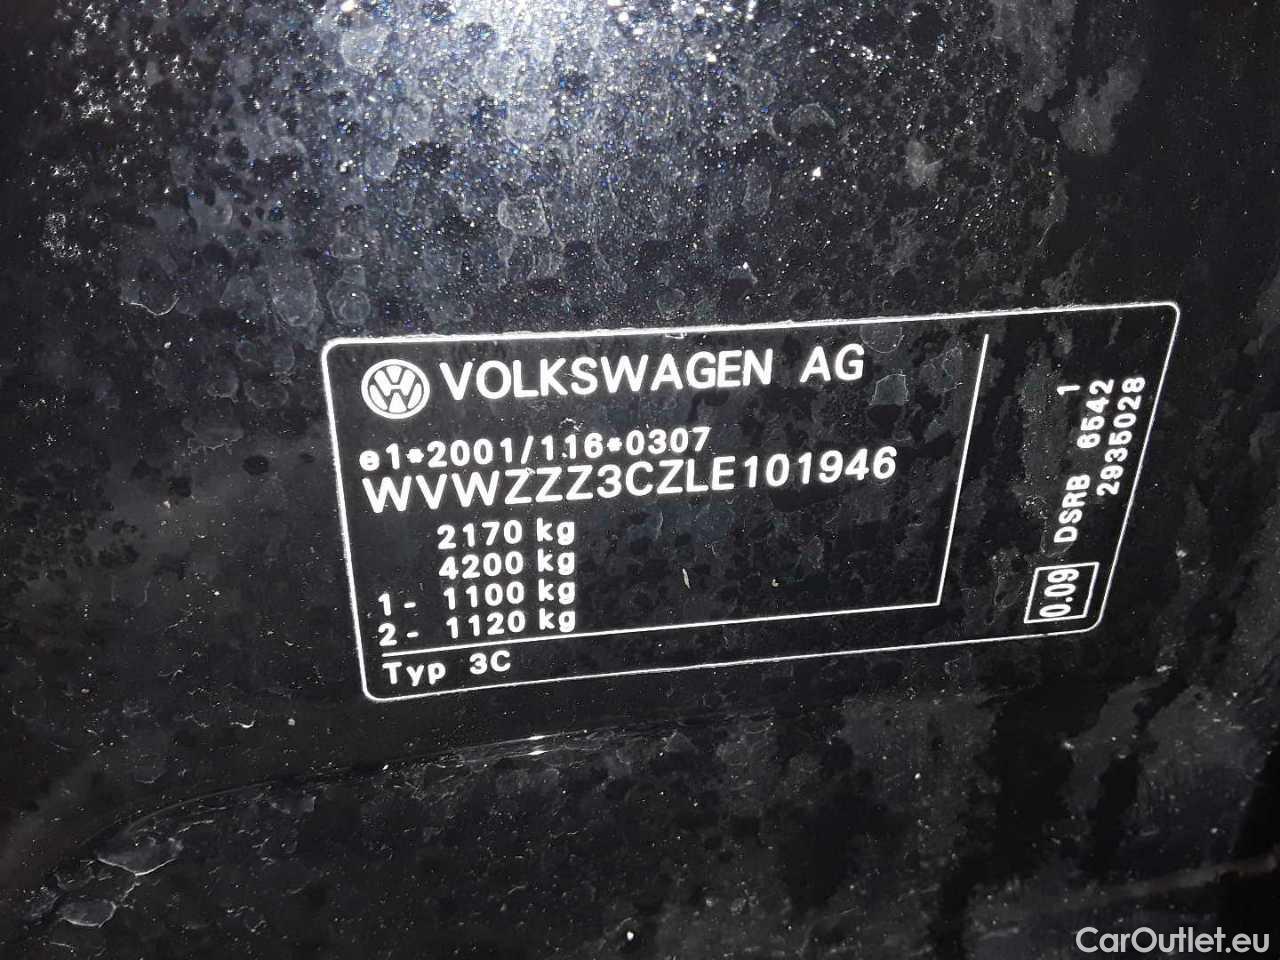 VOLKSWAGEN AG
e1*2001/116*0307
WVWZZZ3CZLE101946
2170 kg
4200 kg
1- 1100 kg
2- 1120 kg
Typ 3C
0.09 DSRB 6542 1
2935028
CarOutlet.eu